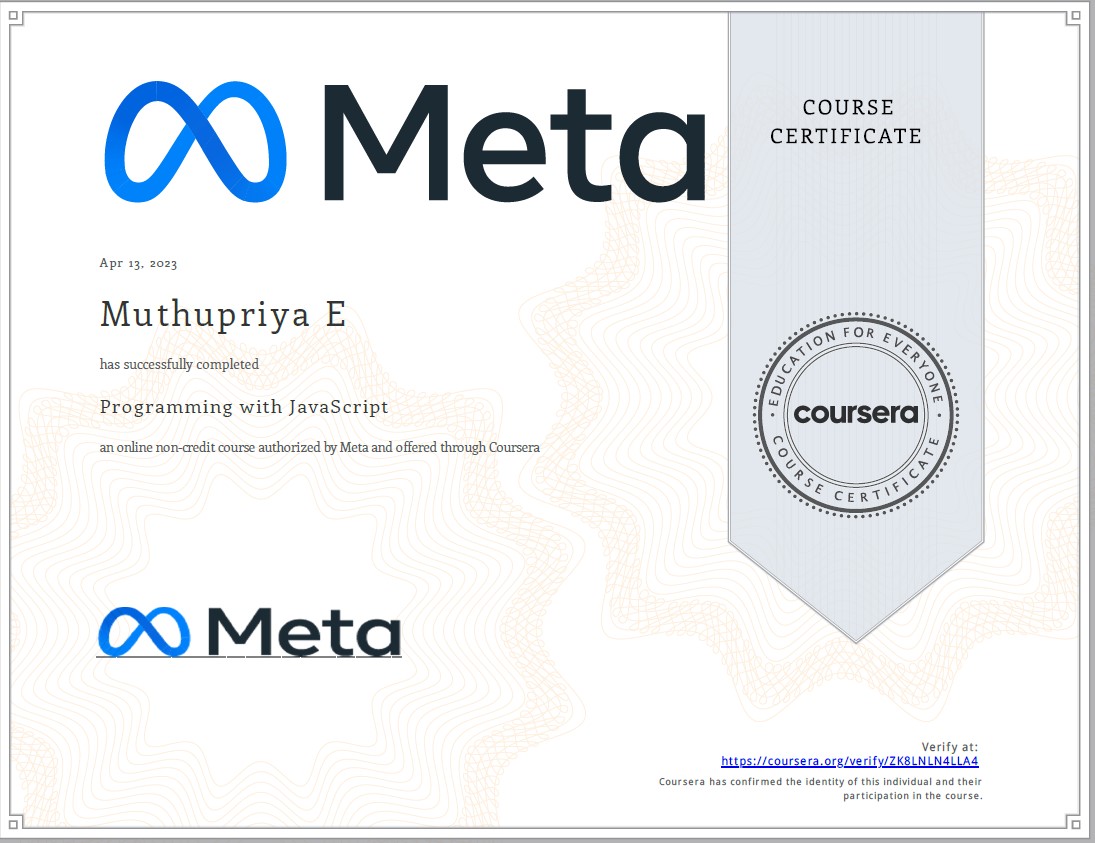 Meta
COURSE
CERTIFICATE
Apr 13, 2023
Muthupriya E
has successfully completed
Programming with JavaScript
an online non-credit course authorized by Meta and offered through Coursera
EDUCATION FOR EVERYONE
coursera
COURSE CERTIFICATE
Meta
Verify at:
https://coursera.org/verify/ZK8LNLN4LLA4
Coursera has confirmed the identity of this individual and their
participation in the course.